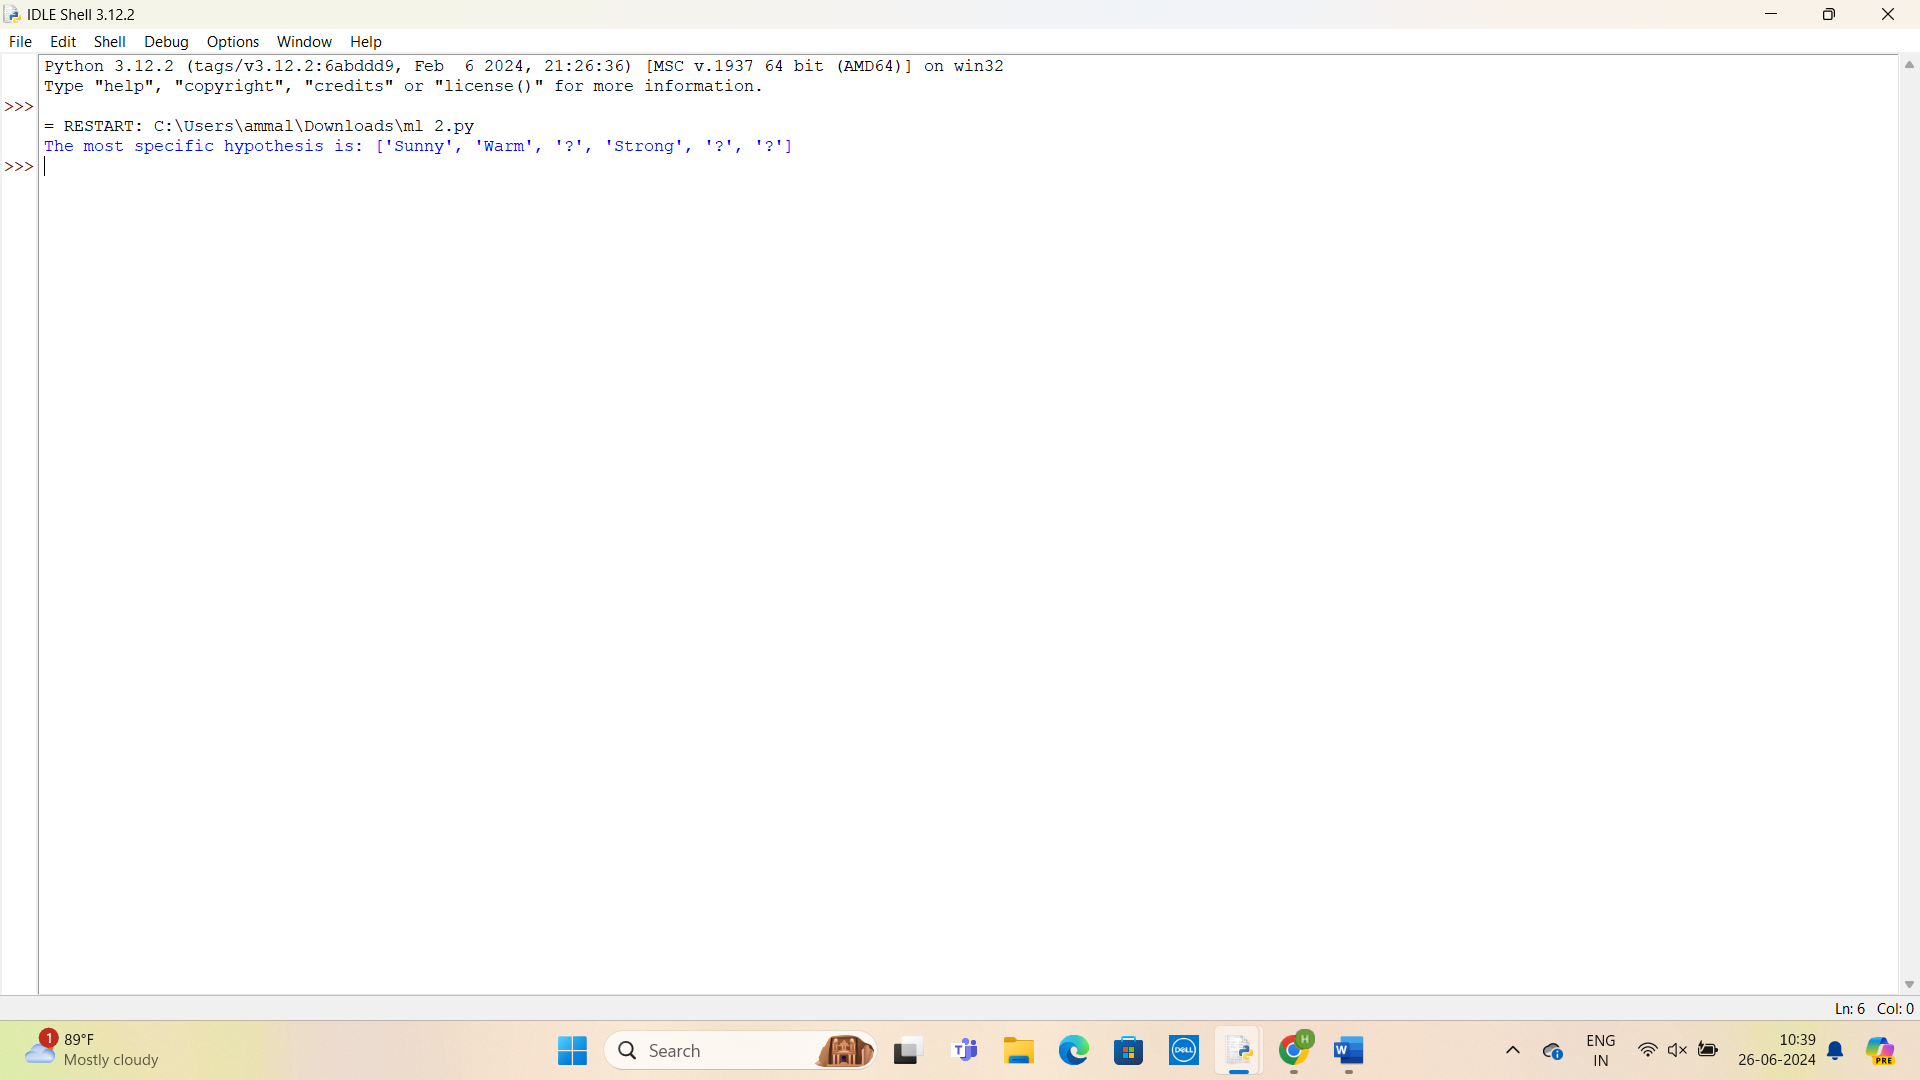 IDLE Shell 3.12.2
File Edit Shell Debug Options Window Help
Python 3.12.2 (tags/v3.12.2:6abddd9, Feb  6 2024, 21:26:36) [MSC v.1937 64 bit (AMD64)] on win32
Type "help", "copyright", "credits" or "license()" for more information.
>>>
= RESTART: C:\Users\ammal\Downloads\ml 2.py
The most specific hypothesis is: ['Sunny', 'Warm', '?', 'Strong', '?', '?']
>>>
Ln: 6 Col: 0
1
89°F
Mostly cloudy
Search
DELL
H
W
ENG
IN
10:39
26-06-2024
PRE